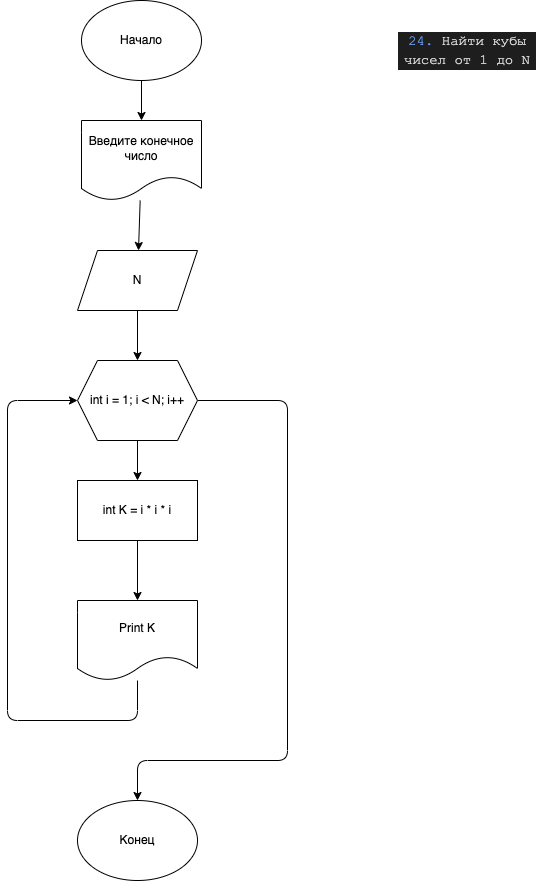 Начало
24. Найти кубы
чисел от 1 до N
Введите конечное
число
N
int i = 1; i < N; i++
int K = i * i * i
Print K
Конец